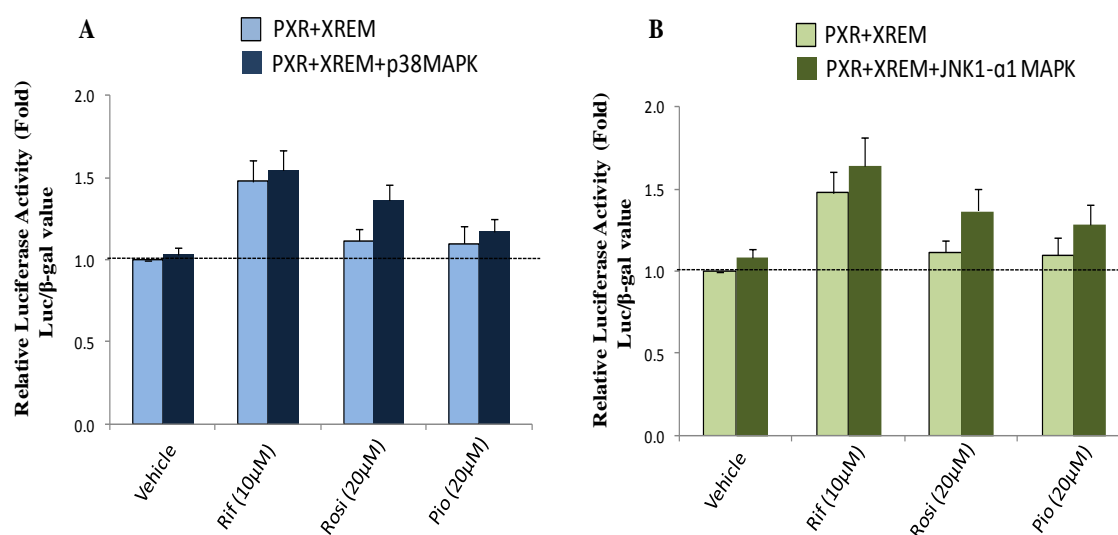 A
PXR+XREM
PXR+XREM+p38MAPK
Relative Luciferase Activity (Fold)
Luc/β-gal value
2.0
1.5
1.0
0.5
0.0
Vehicle
Rif (10µM)
Rosi (20µM)
Pio (20µM)
B
PXR+XREM
PXR+XREM+JNK1-α1 MAPK
Relative Luciferase Activity (Fold)
Luc/β-gal value
2.0
1.5
1.0
0.5
0.0
Vehicle
Rif (10µM)
Rosi (20µM)
Pio (20µM)